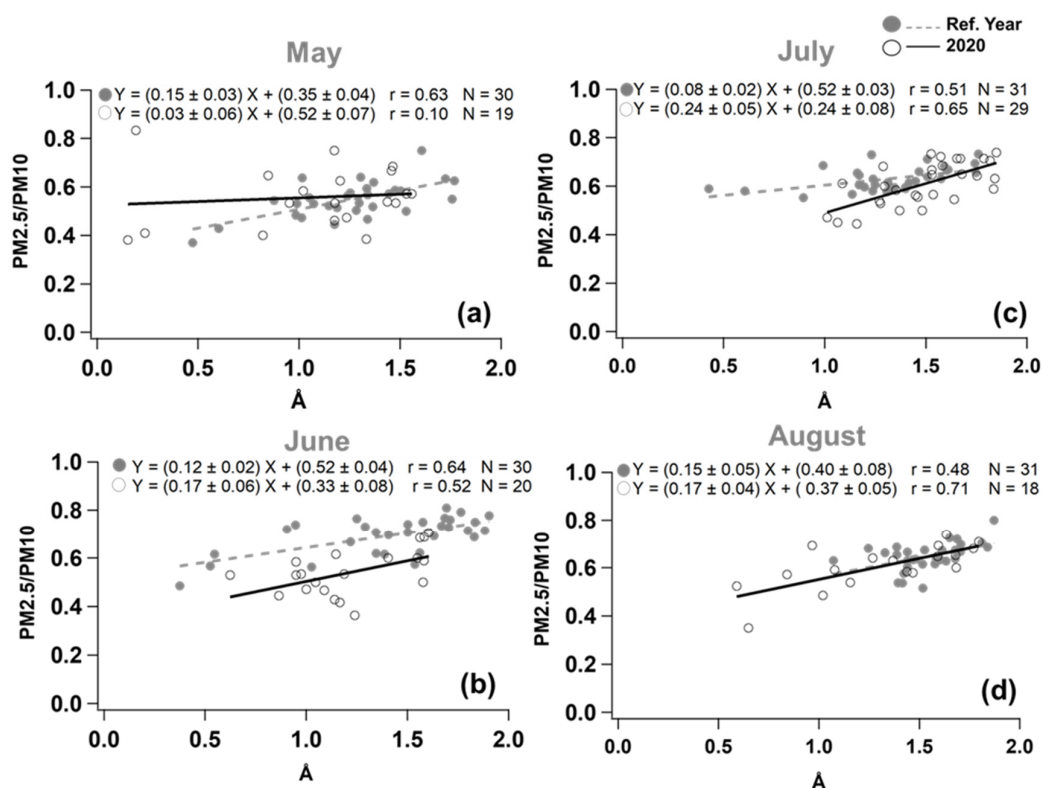 Ref. Year
2020
May
Y = (0.15 ± 0.03) X + (0.35 ± 0.04) r = 0.63 N = 30
Y = (0.03 ± 0.06) X + (0.52 ± 0.07) r = 0.10 N = 19
1.0
0.8
0.6
0.4
0.2
0.0
PM2.5/PM10
(a)
0.0 0.5 1.0 1.5 2.0
Å
July
Y = (0.08 ± 0.02) X + (0.52 ± 0.03) r = 0.51 N = 31
Y = (0.24 ± 0.05) X + (0.24 ± 0.08) r = 0.65 N = 29
1.0
0.8
0.6
0.4
0.2
0.0
PM2.5/PM10
(c)
0.0 0.5 1.0 1.5 2.0
Å
June
Y = (0.12 ± 0.02) X + (0.52 ± 0.04) r = 0.64 N = 30
Y = (0.17 ± 0.06) X + (0.33 ± 0.08) r = 0.52 N = 20
1.0
0.8
0.6
0.4
0.2
0.0
PM2.5/PM10
(b)
0.0 0.5 1.0 1.5 2.0
Å
August
Y = (0.15 ± 0.05) X + (0.40 ± 0.08) r = 0.48 N = 31
Y = (0.17 ± 0.04) X + ( 0.37 ± 0.05) r = 0.71 N = 18
1.0
0.8
0.6
0.4
0.2
0.0
PM2.5/PM10
(d)
0.0 0.5 1.0 1.5 2.0
Å